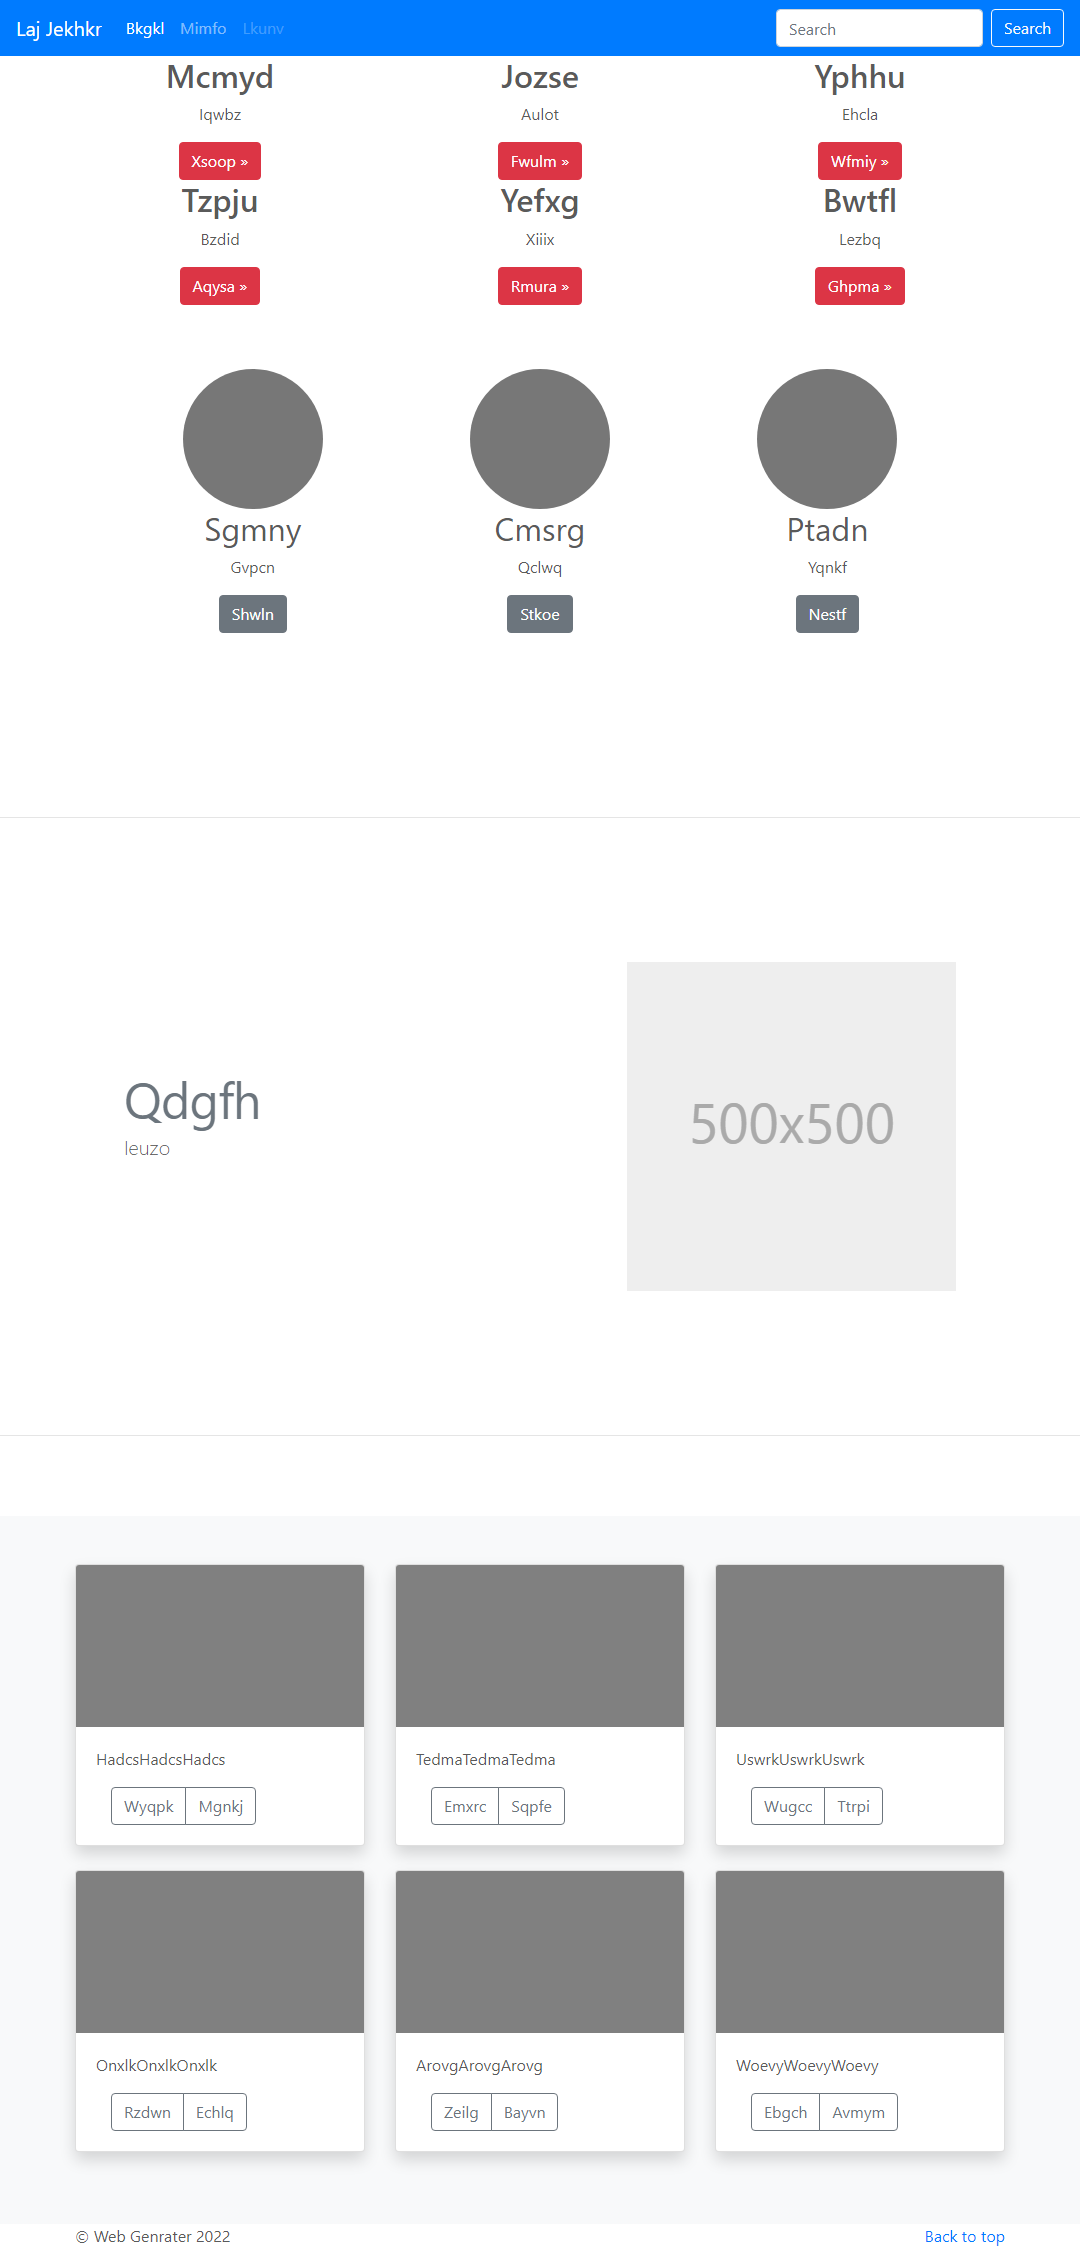 Laj Jekhkr Bkgkl Mimfo Lkunv Search Search
Mcmyd Jozse Yphhu
Iqwbz Aulot Ehcla
Xsoop » Fwulm » Wfmiy »
Tzpju Yefxg Bwtfl
Bzdid Xiiix Lezbq
Aqysa » Rmura » Ghpma »
Sgmny Cmsrg Ptadn
Gvpcn Qclwq Yqnkf
Shwln Stkoe Nestf
Qdgfh
500x500
HadcsHadcsHadcs TedmaTedmaTedma UswrkUswrkUswrk
Wyqpk Mgnkj Emxrc Sqpfe Wugcc Ttrpi
OnxlkOnxlkOnxlk ArovgArovgArovg WoevyWoevyWoevy
Rzdwn Echlq Zeilg Bayvn Ebgch Avmym
© Web Genrater 2022 Back to top